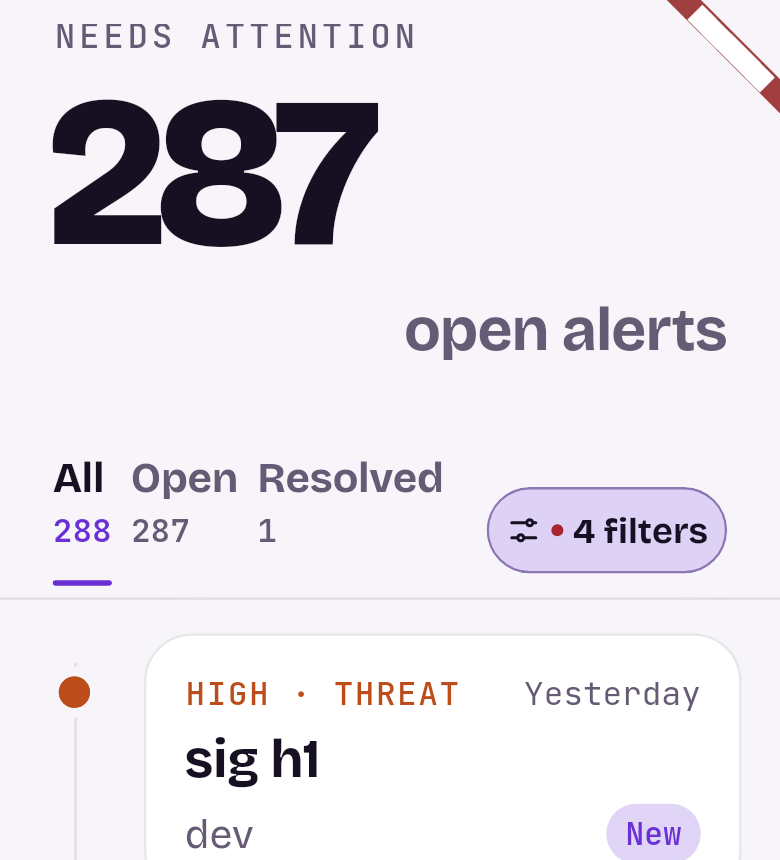 NEEDS ATTENTION
287
open alerts
All Open Resolved
288 287 1
4 filters
HIGH · THREAT Yesterday
sig h1
dev New